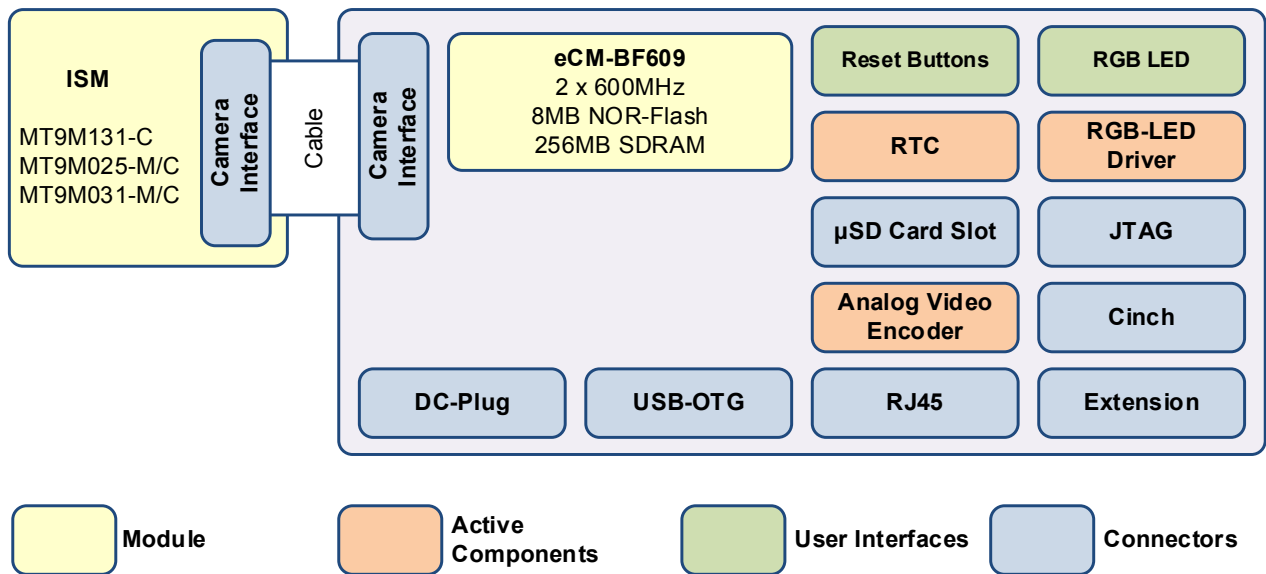 ISM
MT9M131-C
MT9M025-M/C
MT9M031-M/C
Camera
Interface
Cable
Camera
Interface
eCM-BF609
2 x 600MHz
8MB NOR-Flash
256MB SDRAM
Reset Buttons
RGB LED
RTC
RGB-LED
Driver
µSD Card Slot
JTAG
Analog Video
Encoder
Cinch
DC-Plug
USB-OTG
RJ45
Extension
Module
Active
Components
User Interfaces
Connectors